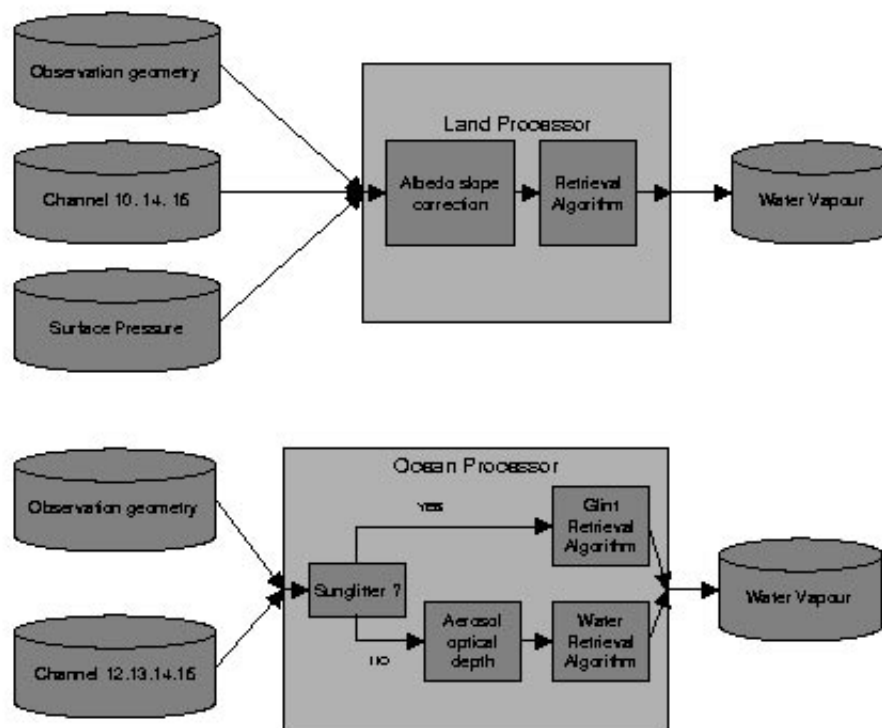 Observation geometry
Land Processor
Channel 10. 14. 15
Albedo slope
correction
Retrieval
Algorithm
Water Vapour
Surface Pressure
Ocean Processor
Observation geometry
YES
Glint
Retrieval
Algorithm
Sunglitter ?
Water Vapour
Aerosol
optical
depth
Water
Retrieval
Algorithm
NO
Channel 12.13.14.15